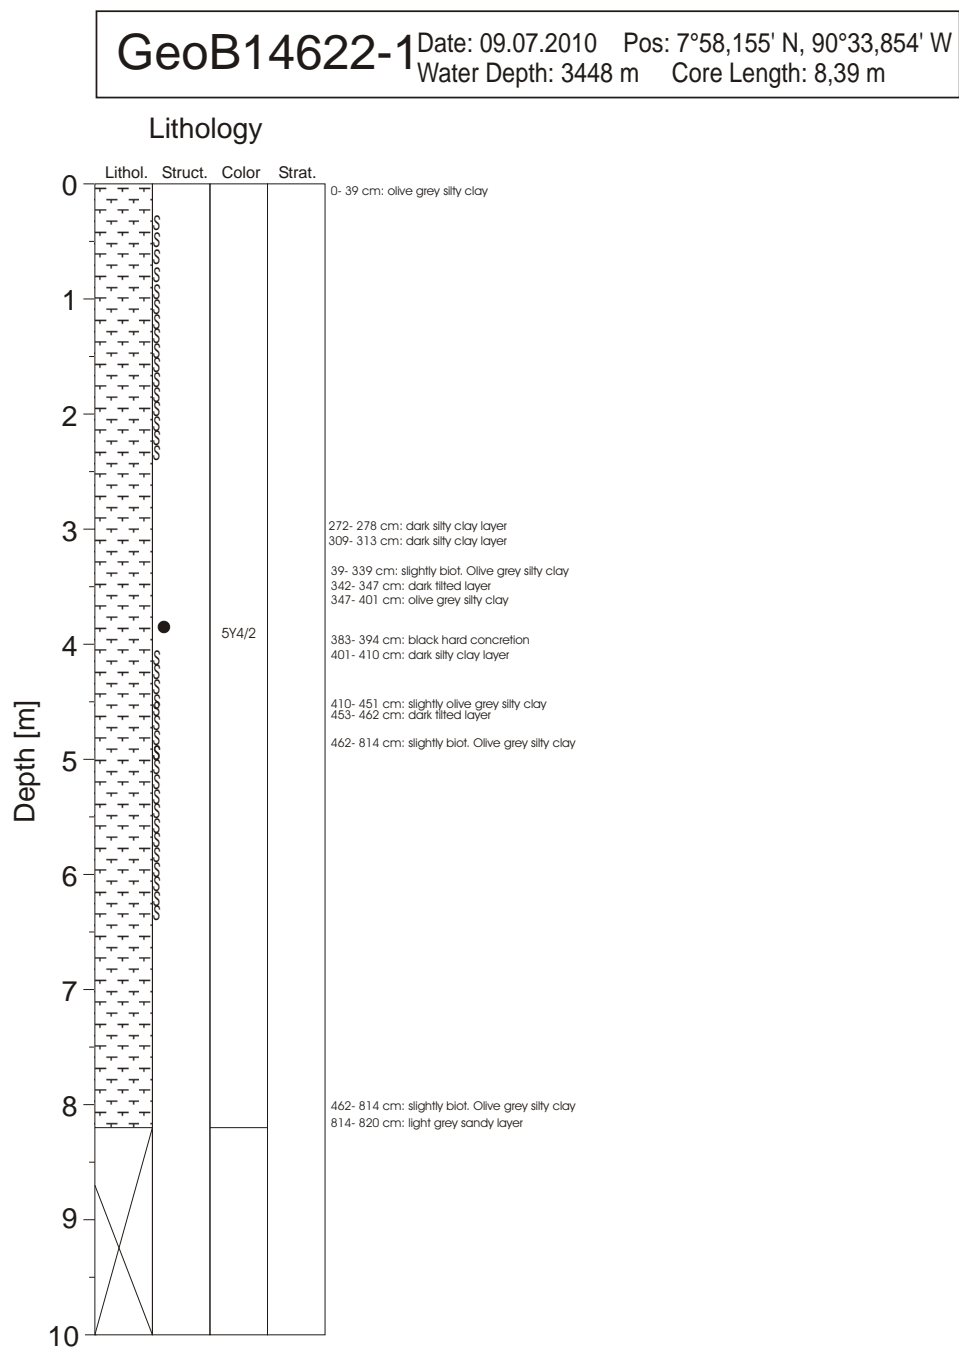 GeoB14622-1
Date: 09.07.2010 Pos: 7°58,155' N, 90°33,854' W
Water Depth: 3448 m Core Length: 8,39 m
Lithology
Lithol. Struct. Color Strat.
0
0- 39 cm: olive grey silty clay
1
2
272- 278 cm: dark silty clay layer
3
309- 313 cm: dark silty clay layer
39- 339 cm: slightly biot. Olive grey silty clay
342- 347 cm: dark tilted layer
347- 401 cm: olive grey silty clay
5Y4/2
383- 394 cm: black hard concretion
4
401- 410 cm: dark silty clay layer
410- 451 cm: slightly olive grey silty clay
453- 462 cm: dark tilted layer
462- 814 cm: slightly biot. Olive grey silty clay
Depth [m]
5
6
7
8
462- 814 cm: slightly biot. Olive grey silty clay
814- 820 cm: light grey sandy layer
9
10